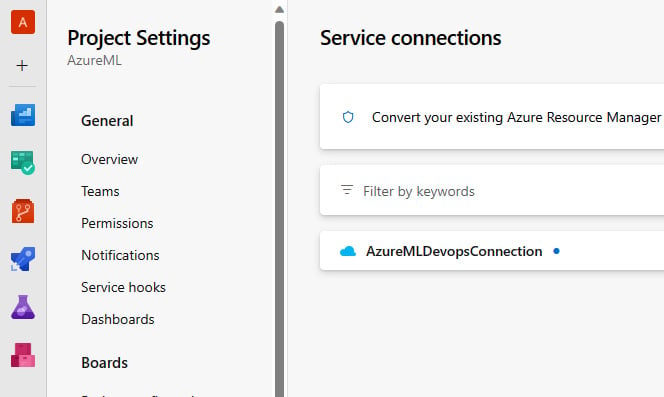 A
Project Settings
AzureML
General
Overview
Teams
Permissions
Notifications
Service hooks
Dashboards
Boards
Service connections
Convert your existing Azure Resource Manager
Filter by keywords
AzureMLDevopsConnection